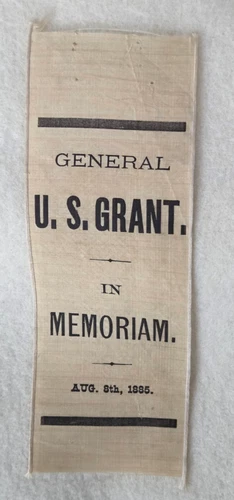 GENERAL
U. S. GRANT.
IN
MEMORIAM.
AUG. 8th, 1885.